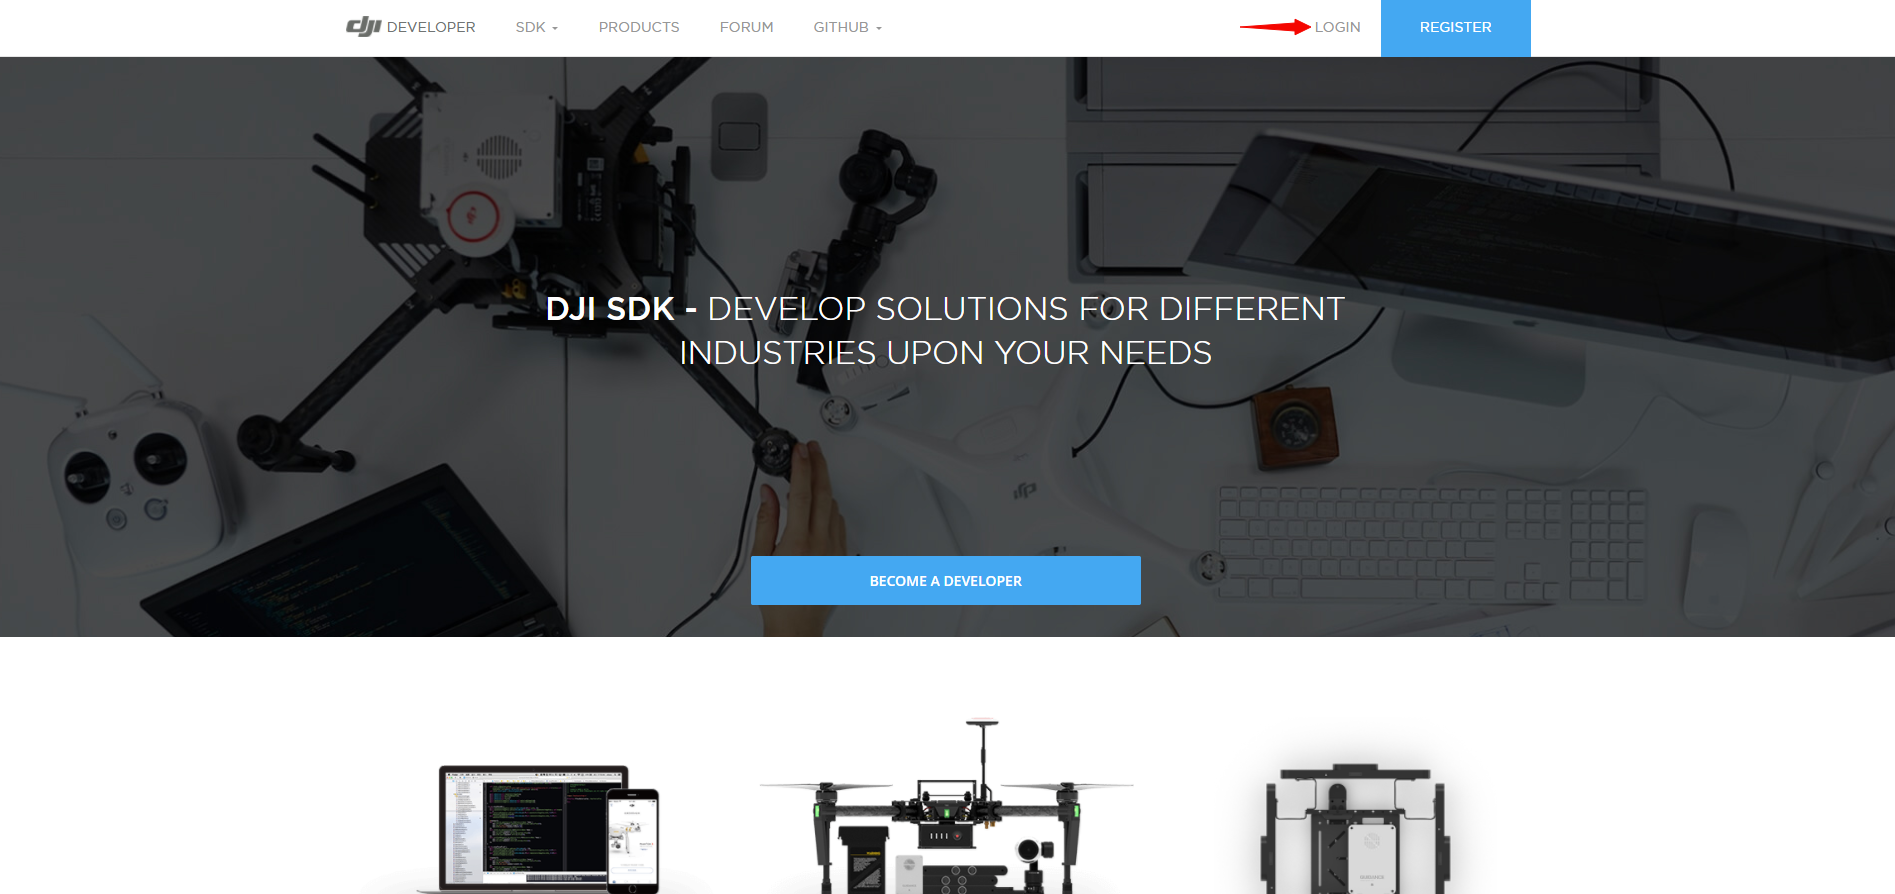 dji DEVELOPER SDK PRODUCTS FORUM GITHUB LOGIN REGISTER
DJI SDK - DEVELOP SOLUTIONS FOR DIFFERENT
INDUSTRIES UPON YOUR NEEDS
BECOME A DEVELOPER